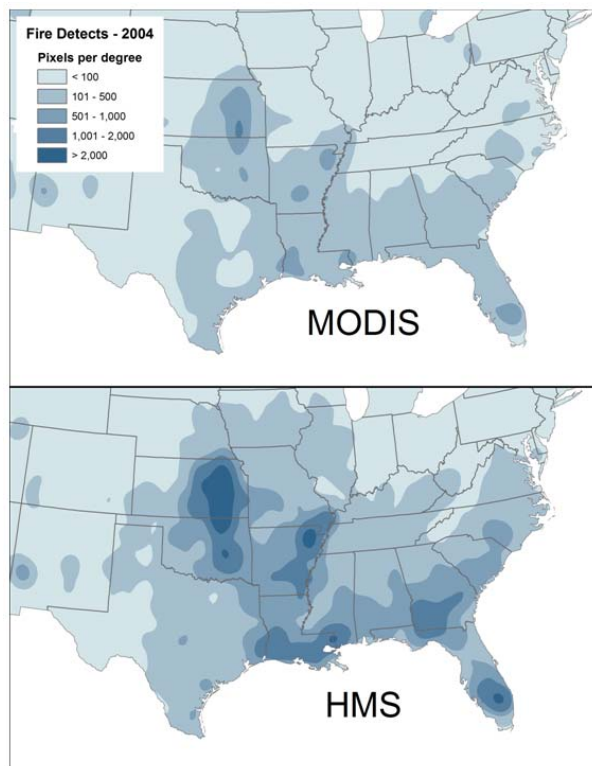 Fire Detects - 2004
Pixels per degree
< 100
101 - 500
501 - 1,000
1,001 - 2,000
> 2,000
MODIS
HMS